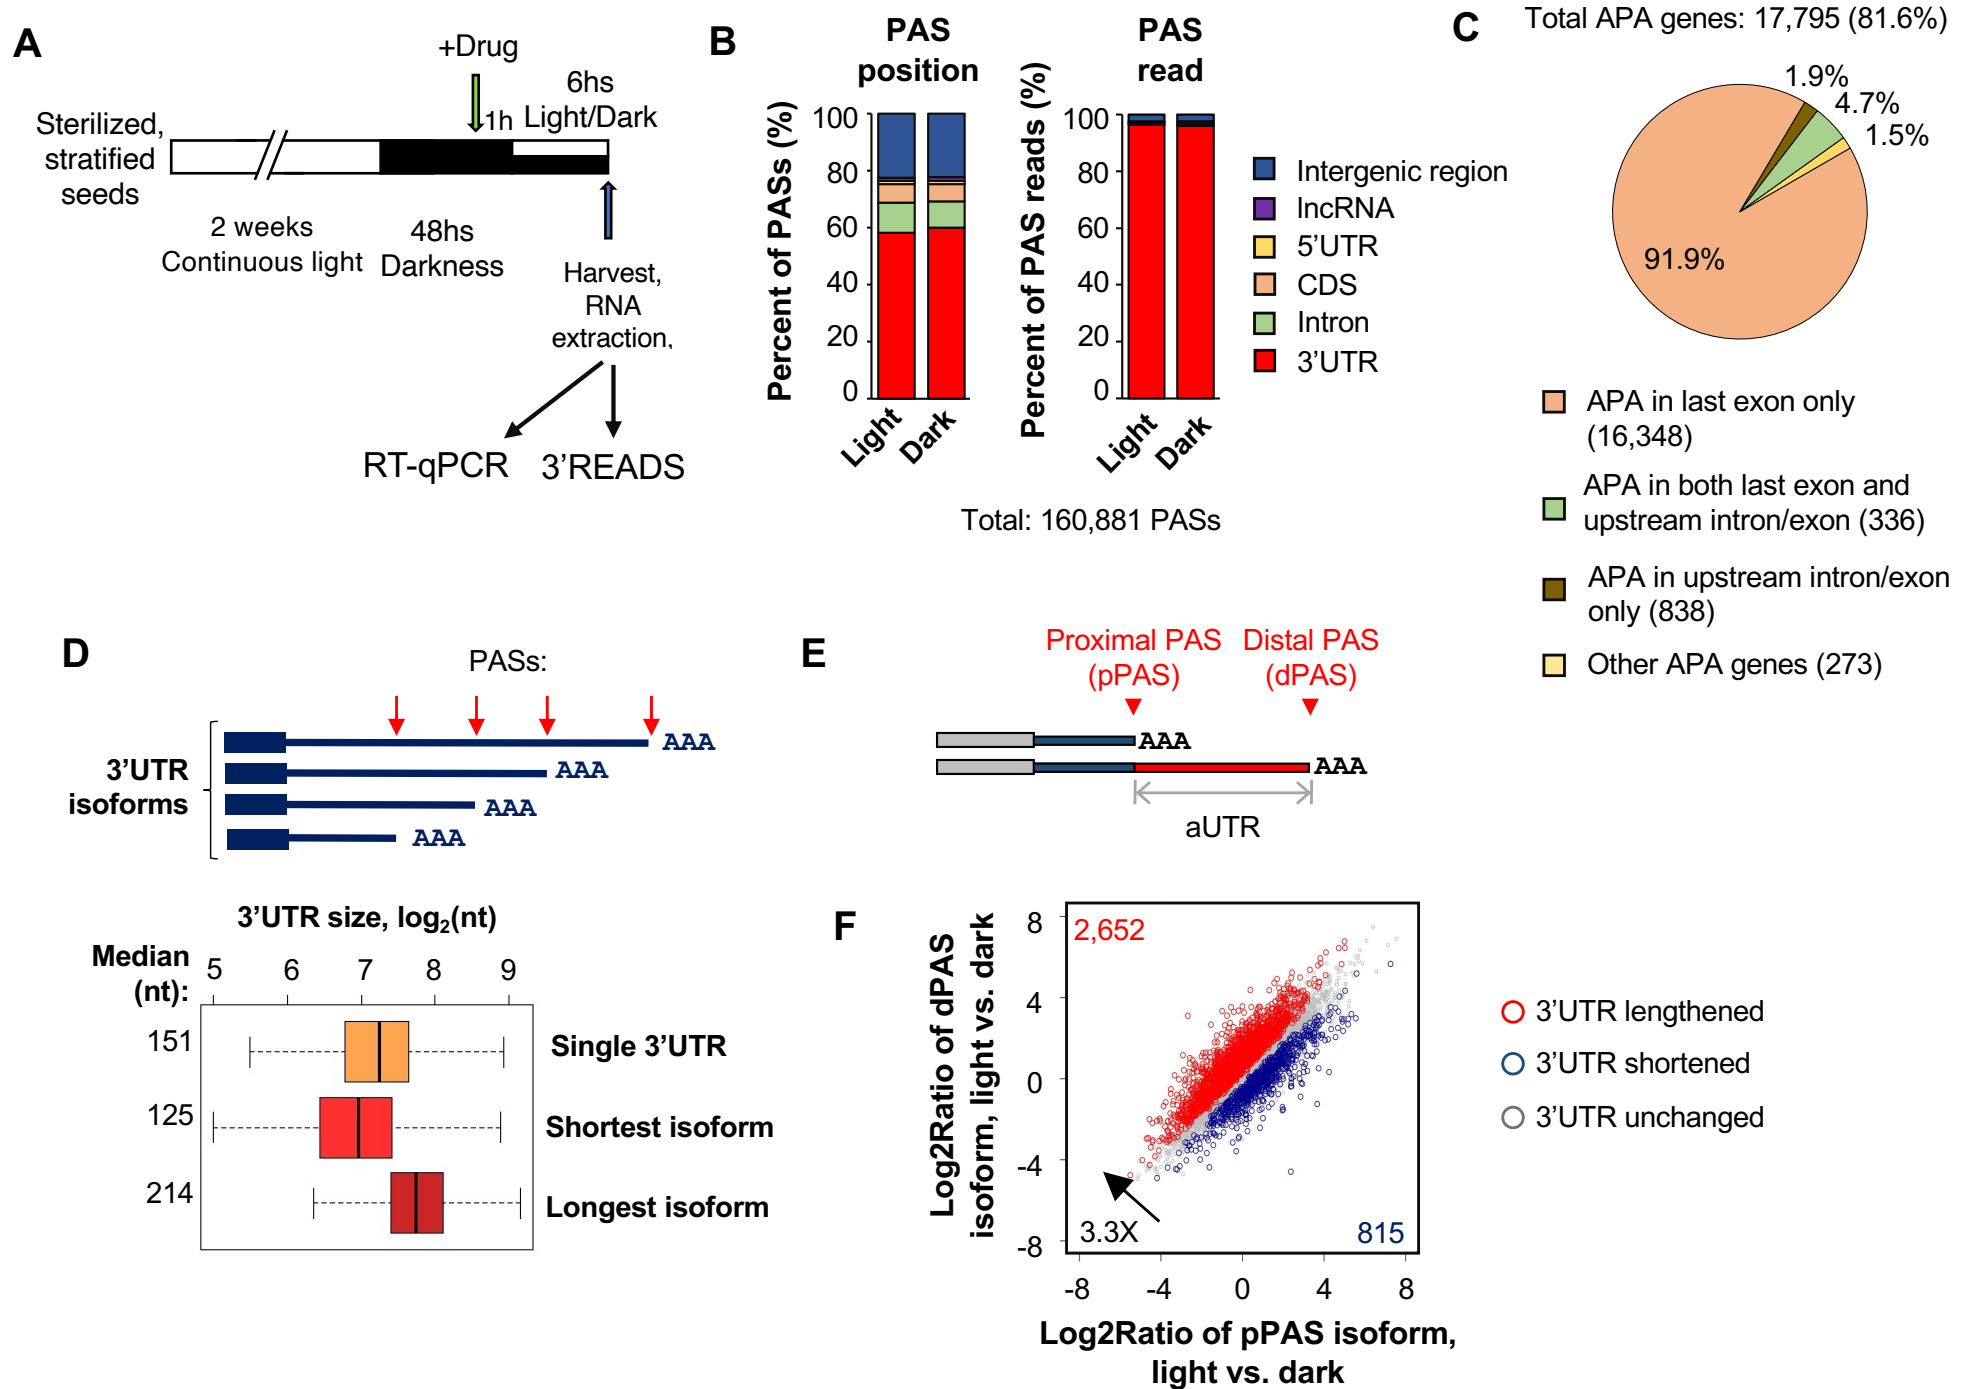 A
+Drug
1h
6hs
Light/Dark
Sterilized,
stratified
seeds
2 weeks
Continuous light
48hs
Darkness
Harvest,
RNA
extraction,
RT-qPCR
3’READS
B
PAS
position
Percent of PASs (%)
100
80
60
40
20
0
Light
Dark
PAS
read
Percent of PAS reads (%)
100
80
60
40
20
0
Light
Dark
Intergenic region
lncRNA
5’UTR
CDS
Intron
3’UTR
Total: 160,881 PASs
C
Total APA genes: 17,795 (81.6%)
1.9%
4.7%
1.5%
91.9%
APA in last exon only
(16,348)
APA in both last exon and
upstream intron/exon (336)
APA in upstream intron/exon
only (838)
Other APA genes (273)
D
PASs:
3’UTR
isoforms
AAA
AAA
AAA
AAA
3’UTR size, log2(nt)
Median
(nt):
5 6 7 8 9
151
Single 3’UTR
125
Shortest isoform
214
Longest isoform
E
Proximal PAS
(pPAS)
Distal PAS
(dPAS)
AAA
AAA
aUTR
F
Log2Ratio of dPAS
isoform, light vs. dark
8
4
0
-4
-8
2,652
3.3X
815
-8 -4 0 4 8
Log2Ratio of pPAS isoform,
light vs. dark
3’UTR lengthened
3’UTR shortened
3’UTR unchanged